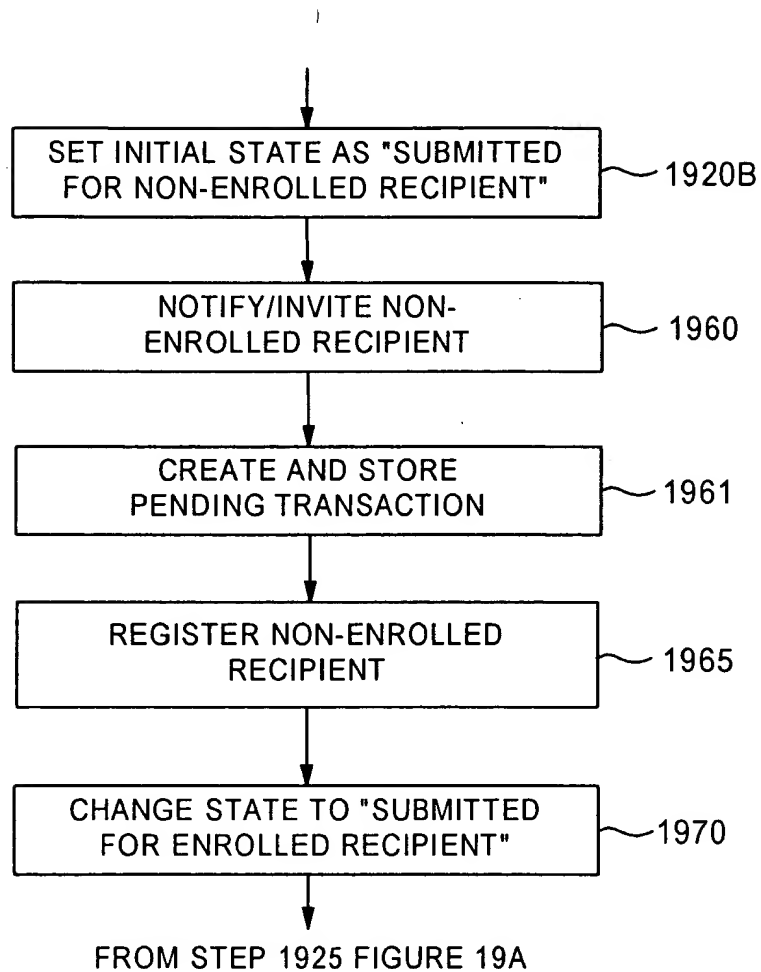 SET INITIAL STATE AS "SUBMITTED
FOR NON-ENROLLED RECIPIENT"
1920B
NOTIFY/INVITE NON-
ENROLLED RECIPIENT
1960
CREATE AND STORE
PENDING TRANSACTION
1961
REGISTER NON-ENROLLED
RECIPIENT
1965
CHANGE STATE TO "SUBMITTED
FOR ENROLLED RECIPIENT"
1970
FROM STEP 1925 FIGURE 19A